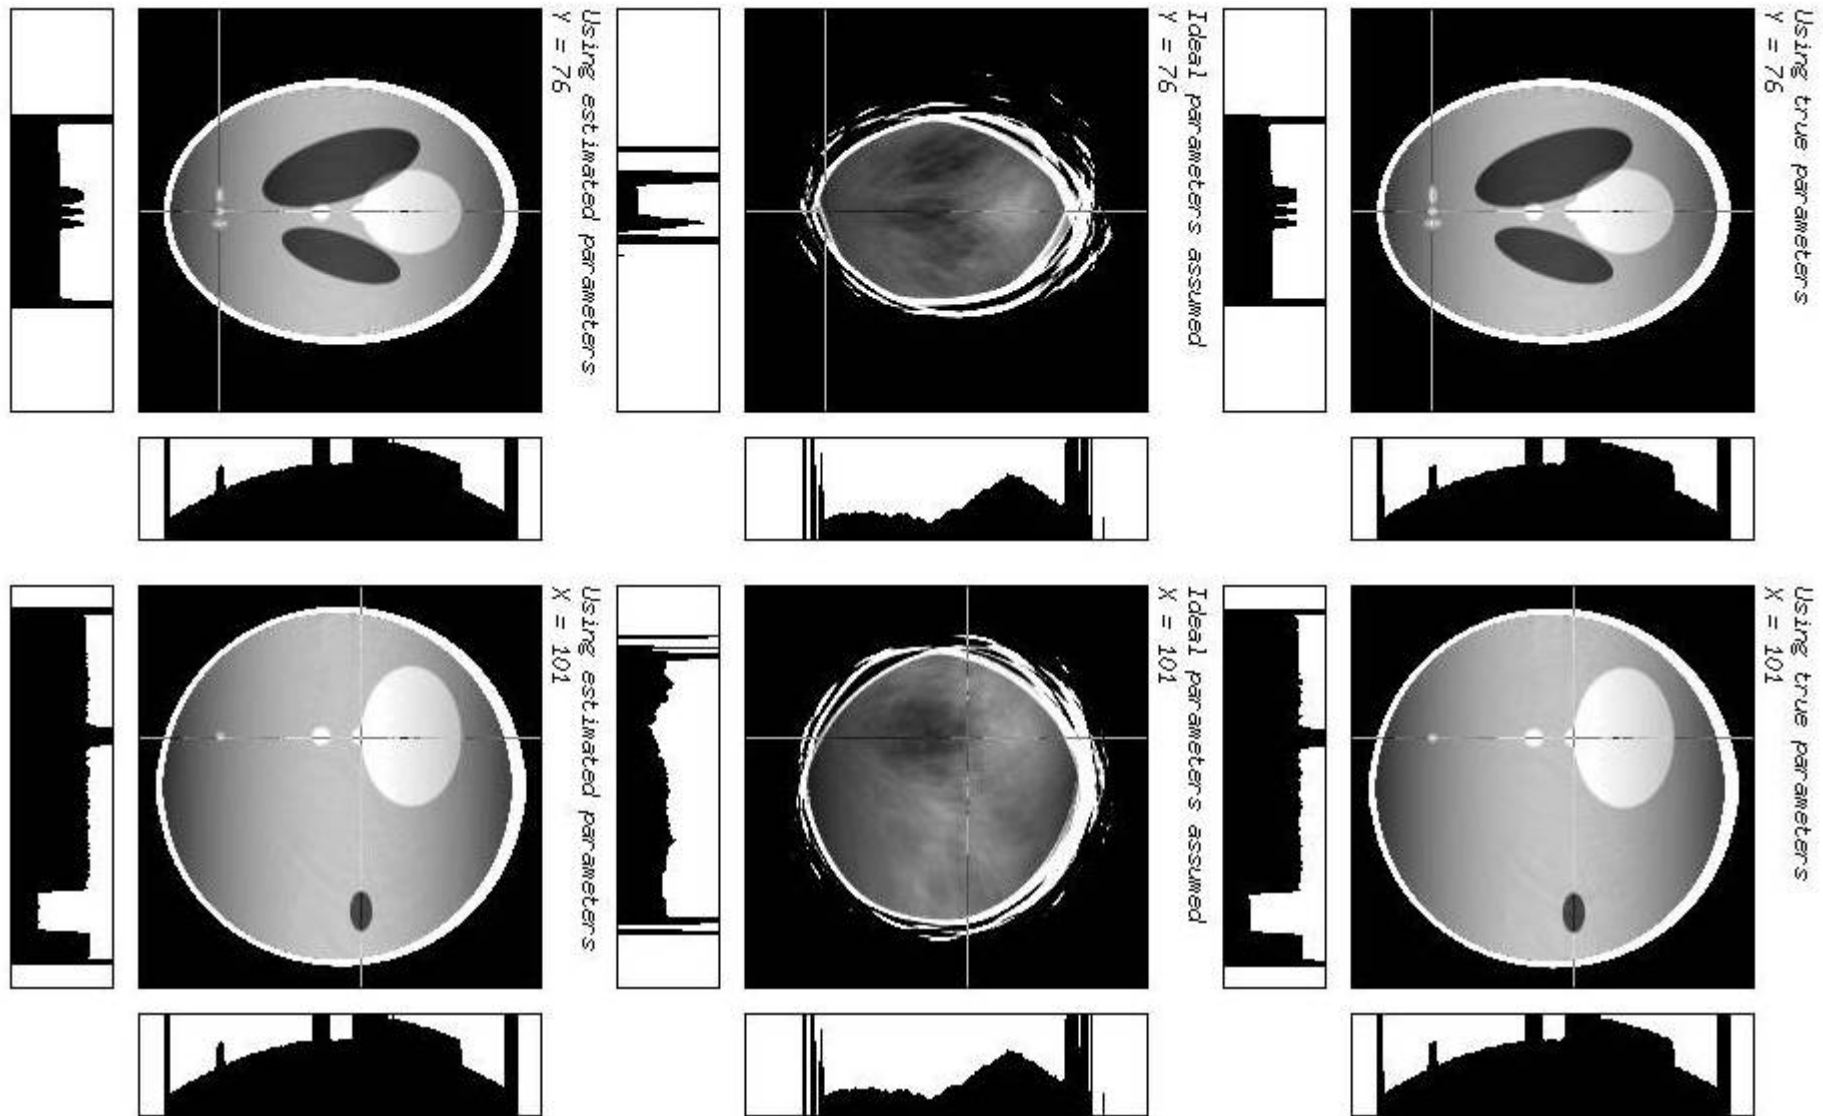 Using true parameters
Y = 76
Using true parameters
X = 101
Ideal parameters assumed
Y = 76
Ideal parameters assumed
X = 101
Using estimated parameters
Y = 76
Using estimated parameters
X = 101